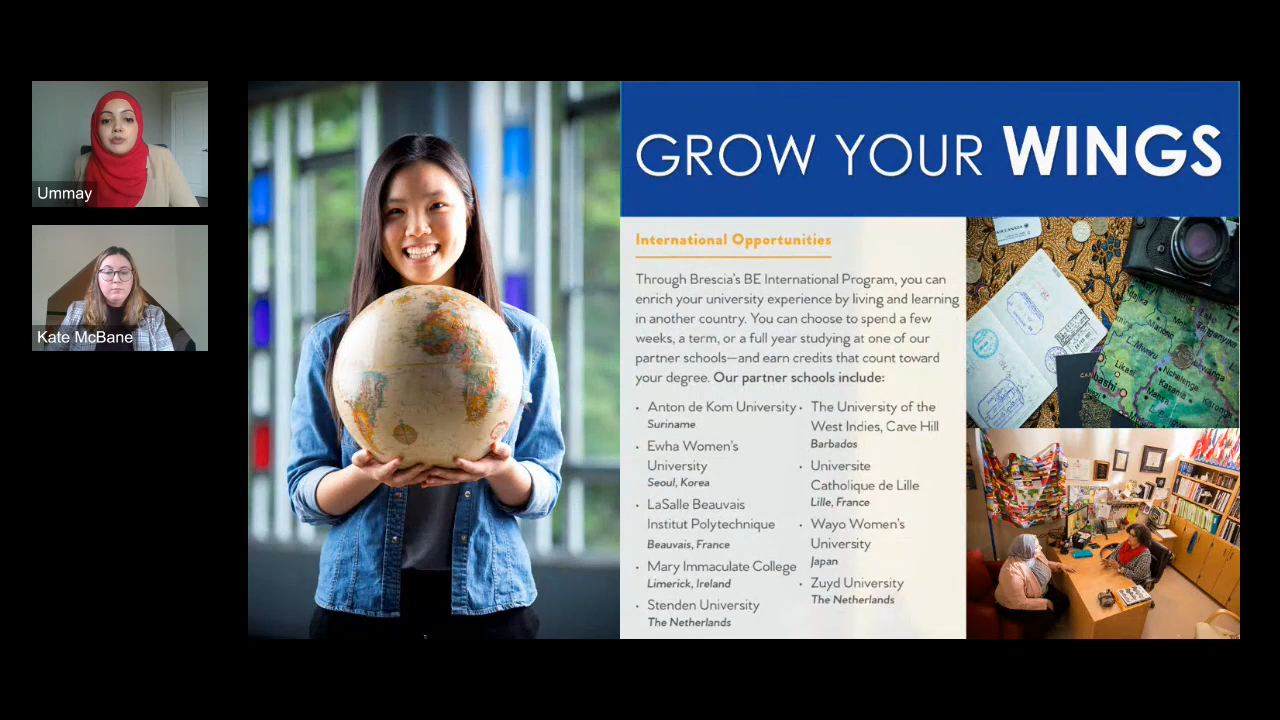 Ummay
Kate McBane
GROW YOUR WINGS
International Opportunities
Through Brescia's BE International Program, you can
enrich your university experience by living and learning
in another country. You can choose to spend a few
weeks, a term, or a full year studying at one of our
partner schools—and earn credits that count toward
your degree. Our partner schools include:
• Anton de Kom University
Suriname
• Ewha Women's
University
Seoul, Korea
• LaSalle Beauvais
Institut Polytechnique
Beauvais, France
• Mary Immaculate College
Limerick, Ireland
• Stenden University
The Netherlands
• The University of the
West Indies, Cave Hill
Barbados
• Universite
Catholique de Lille
Lille, France
• Wayo Women's
University
Japan
• Zuyd University
The Netherlands
AIR CANADA